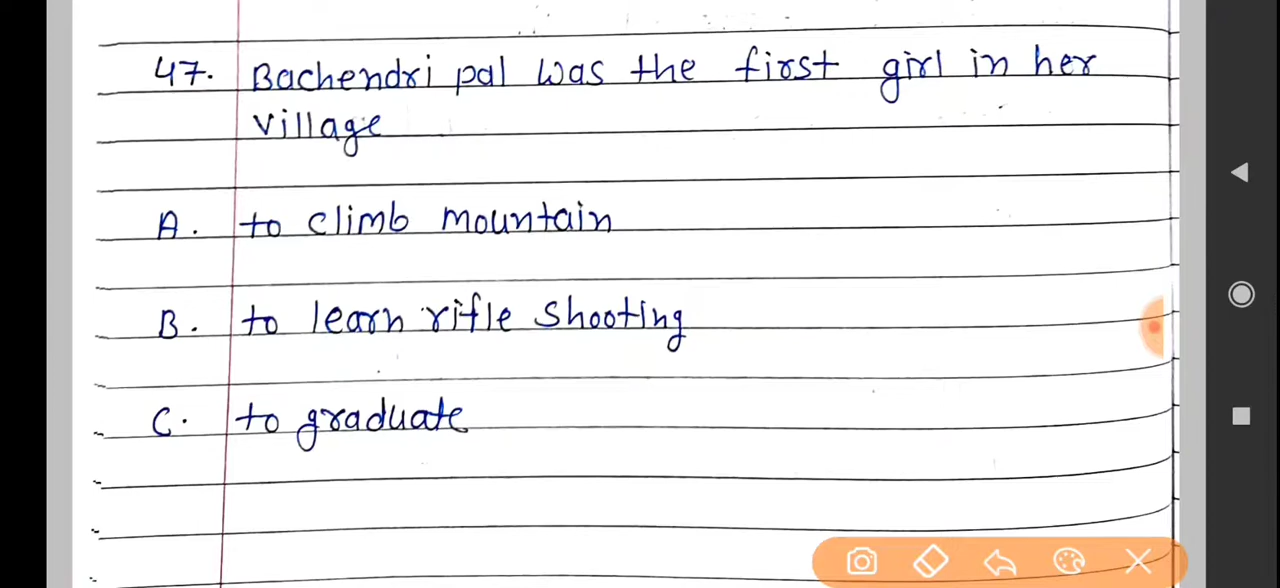 47. Bachendri pal was the first girl in her
village
A. to climb mountain
B. to learn rifle shooting
C. to graduate